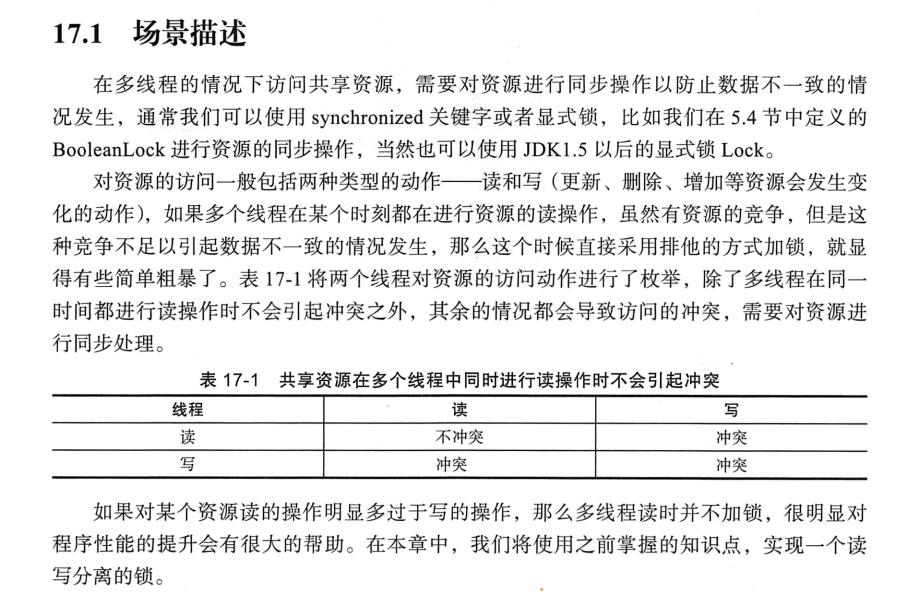 17.1 场景描述
在多线程的情况下访问共享资源，需要对资源进行同步操作以防止数据不一致的情
况发生，通常我们可以使用 synchronized 关键字或者显式锁，比如我们在 5.4 节中定义的
BooleanLock 进行资源的同步操作，当然也可以使用 JDK1.5 以后的显式锁 Lock。
对资源的访问一般包括两种类型的动作——读和写（更新、删除、增加等资源会发生变
化的动作），如果多个线程在某个时刻都在进行资源的读操作，虽然有资源的竞争，但是这
种竞争不足以引起数据不一致的情况发生，那么这个时候直接采用排他的方式加锁，就显
得有些简单粗暴了。表 17-1 将两个线程对资源的访问动作进行了枚举，除了多线程在同一
时间都进行读操作时不会引起冲突之外，其余的情况都会导致访问的冲突，需要对资源进
行同步处理。
表 17-1 共享资源在多个线程中同时进行读操作时不会引起冲突
线程 读 写
读 不冲突 冲突
写 冲突 冲突
如果对某个资源读的操作明显多过于写的操作，那么多线程读时并不加锁，很明显对
程序性能的提升会有很大的帮助。在本章中，我们将使用之前掌握的知识点，实现一个读
写分离的锁。